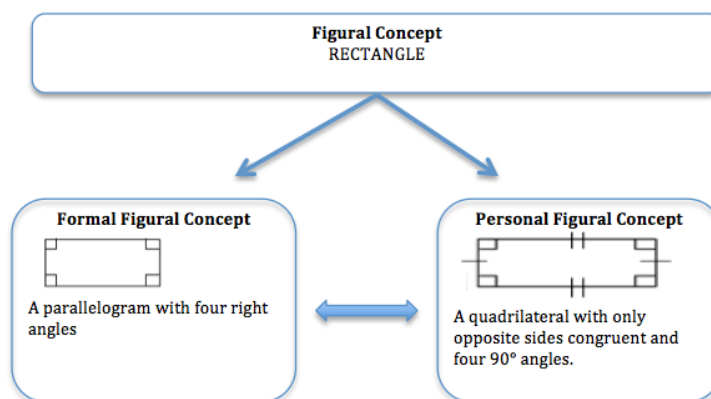 Figural Concept
RECTANGLE
Formal Figural Concept
A parallelogram with four right
angles
Personal Figural Concept
A quadrilateral with only
opposite sides congruent and
four 90° angles.